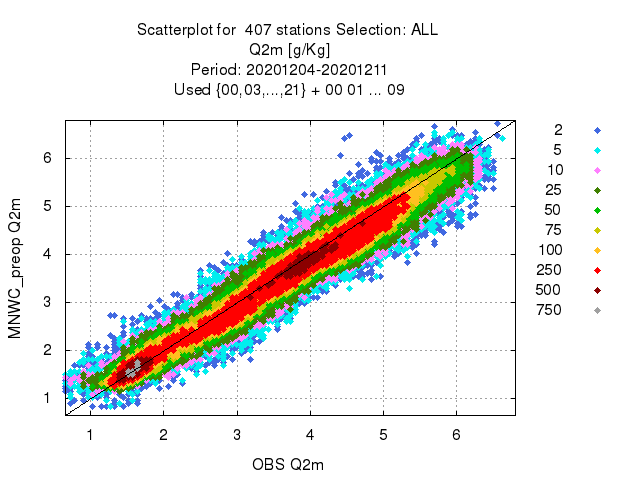 Scatterplot for 407 stations Selection: ALL
Q2m [g/Kg]
Period: 20201204-20201211
Used {00,03,...,21} + 00 01 ... 09
MNWC_preop Q2m
6
5
4
3
2
1
1 2 3 4 5 6
OBS Q2m
2
5
10
25
50
75
100
250
500
750